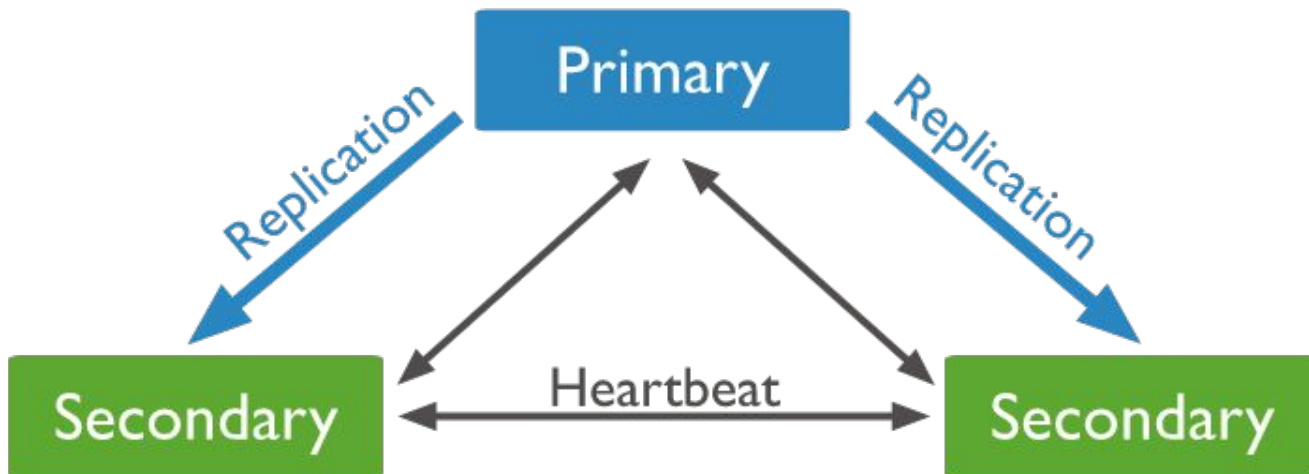 Primary
Replication
Replication
Heartbeat
Secondary
Secondary